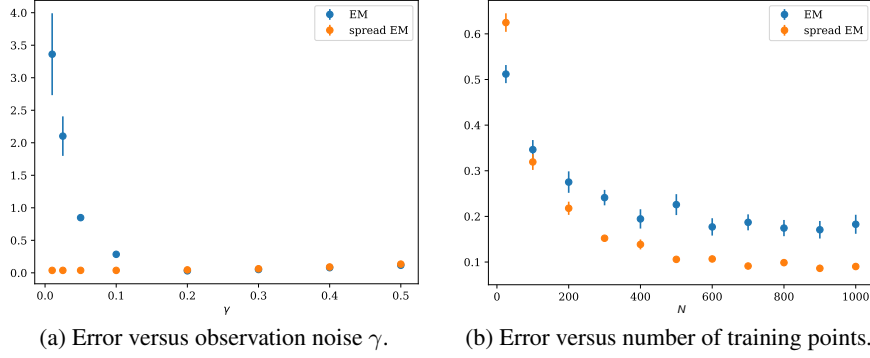 4.0
3.5
3.0
2.5
2.0
1.5
1.0
0.5
0.0
EM
spread EM
0.0 0.1 0.2 0.3 0.4 0.5
γ
(a) Error versus observation noise γ.
0.6
0.5
0.4
0.3
0.2
0.1
EM
spread EM
0 200 400 600 800 1000
N
(b) Error versus number of training points.